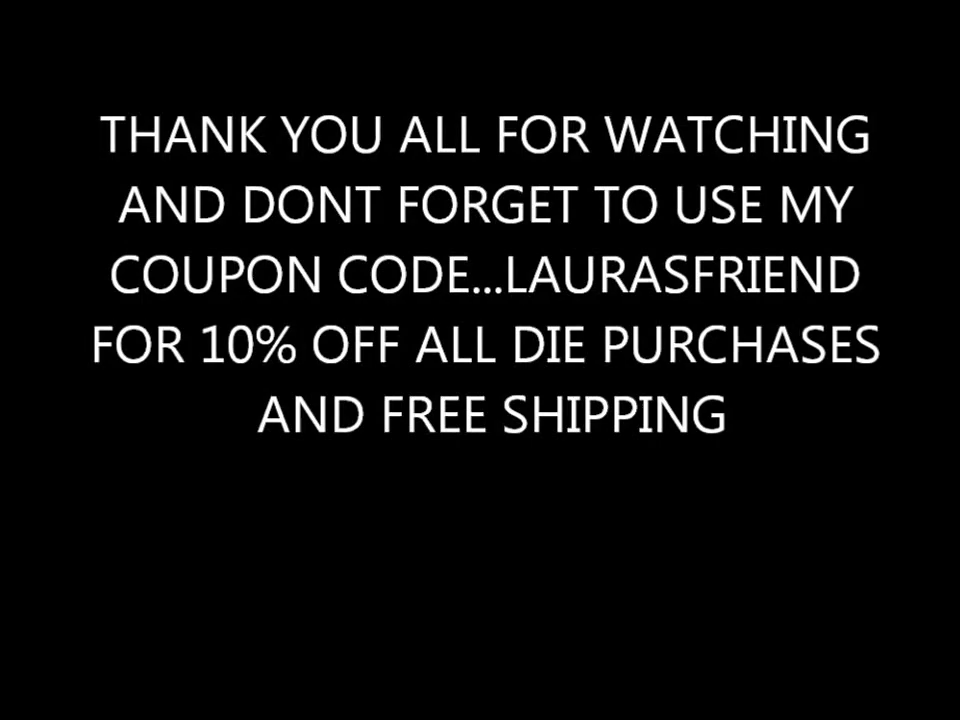 THANK YOU ALL FOR WATCHING
AND DONT FORGET TO USE MY
COUPON CODE...LAURASFRIEND
FOR 10% OFF ALL DIE PURCHASES
AND FREE SHIPPING